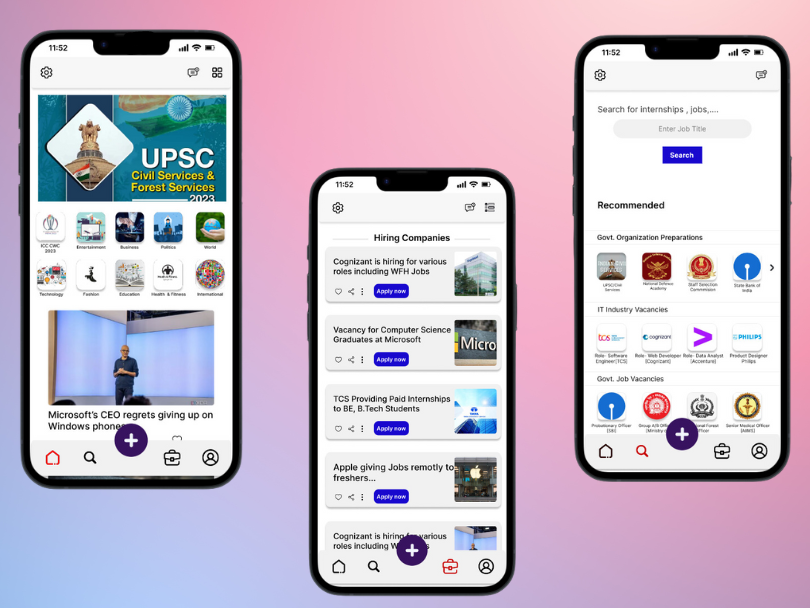 11:52
UPSC
Civil Services &
Forest Services
2023
ICC CWC
2023
Entertainment
Business
Politics
World
Technology
Fashion
Education
Health & Fitness
International
Microsoft's CEO regrets giving up on
Windows phones
11:52
Hiring Companies
Cognizant is hiring for various
roles including WFH Jobs
Apply now
Vacancy for Computer Science
Graduates at Microsoft
Apply now
Micro
TCS Providing Paid Internships
to BE, B.Tech Students
Apply now
Apple giving Jobs remotly to
freshers...
Apply now
Cognizant is hiring for various
roles including
11:52
Search for internships , jobs,....
Enter Job Title
Search
Recommended
Govt. Organization Preparations
UPSC(Civil
Services)
National Defence
Academy
Staff Selection
Commission
State Bank of
India
IT Industry Vacancies
tcs
cognizant
PHILIPS
Role- Software
Engineer[TCS]
Role- Web Developer
[Cognizant]
Role- Data Analyst
[Accenture]
Product Designer
Philips
Govt. Job Vacancies
Probationary Officer
[SBI]
Group A/B
[Ministry
Forest
Officer
Senior Medical Officer
[AIIMS]